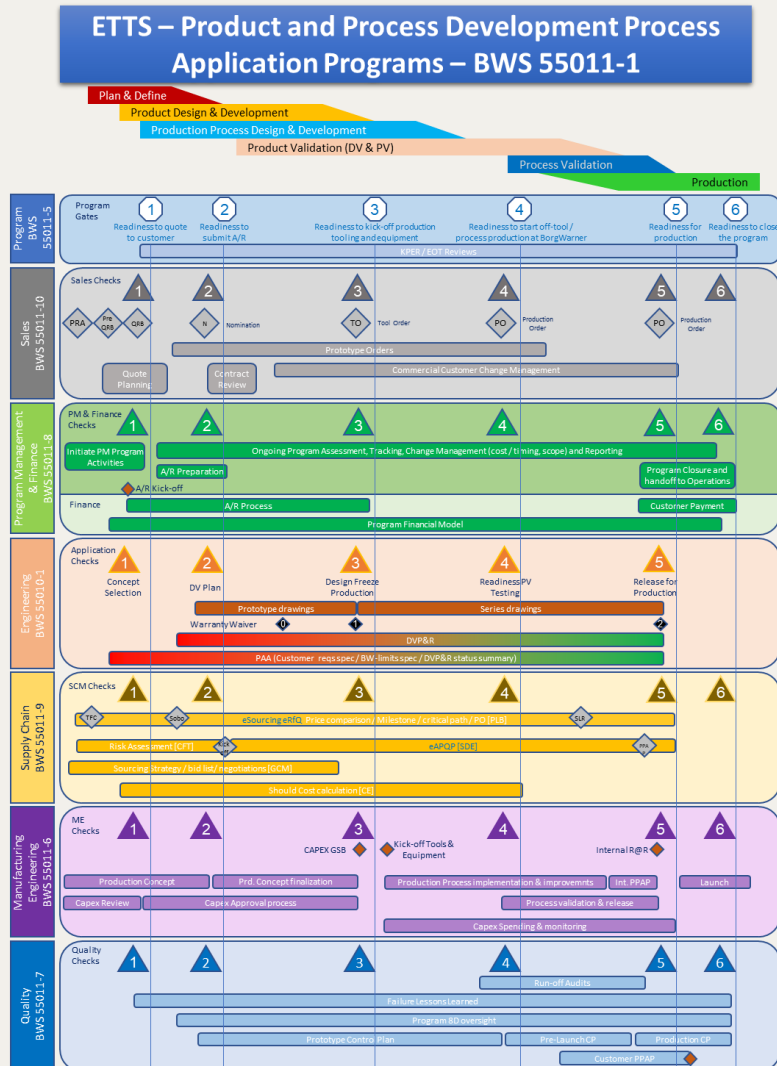 ETTS – Product and Process Development Process
Application Programs – BWS 55011-1
Plan & Define
Product Design & Development
Production Process Design & Development
Product Validation (DV & PV)
Process Validation
Production
Program
BWS
55011-5
Program
Gates
1
2
3
4
5
6
Readiness to quote
to customer
Readiness to
submit A/R
Readiness to kick-off production
tooling and equipment
Readiness to start off-tool /
process production at BorgWarner
Readiness for
production
Readiness to close
the program
KPER / EOT Reviews
Sales
BWS 55011-10
Sales Checks
1
2
3
4
5
6
PRA
Pre
QRB
QRB
N
Nomination
TO
Tool Order
PO
Production
Order
PO
Production
Order
Prototype Orders
Quote
Planning
Contract
Review
Commercial Customer Change Management
Program Management
& Finance
BWS 55011-8
PM & Finance
Checks
1
2
3
4
5
6
Initiate PM Program
Activities
Ongoing Program Assessment, Tracking, Change Management (cost / timing, scope) and Reporting
A/R Preparation
Program Closure and
handoff to Operations
A/R Kick-off
Finance
A/R Process
Customer Payment
Program Financial Model
Engineering
BWS 55010-1
Application
Checks
1
2
3
4
5
Concept
Selection
DV Plan
Design Freeze
Production
Readiness PV
Testing
Release for
Production
Prototype drawings
Series drawings
Warranty Waiver
0
1
2
DVP&R
PAA (Customer reqs spec / BW-limits spec / DVP&R status summary)
Supply Chain
BWS 55011-9
SCM Checks
1
2
3
4
5
6
TFC
Sobo
eSourcing eRfQ Price comparison / Milestone / critical path / PO [PLB]
SLR
Risk Assessment [CFT]
Kick
off
eAPQP [SDE]
PPA
Sourcing Strategy / bid list/ negotiations [GCM]
Should Cost calculation [CE]
Manufacturing
Engineering
BWS 55011-6
ME
Checks
1
2
3
4
5
6
CAPEX GSB
Kick-off Tools &
Equipment
Internal R@R
Production Concept
Prd. Concept finalization
Production Process implementation & improvemnts
Int. PPAP
Launch
Capex Review
Capex Approval process
Process validation & release
Capex Spending & monitoring
Quality
BWS 55011-7
Quality
Checks
1
2
3
4
5
6
Run-off Audits
Failure Lessons Learned
Program 8D oversight
Prototype Control Plan
Pre-Launch CP
Production CP
Customer PPAP